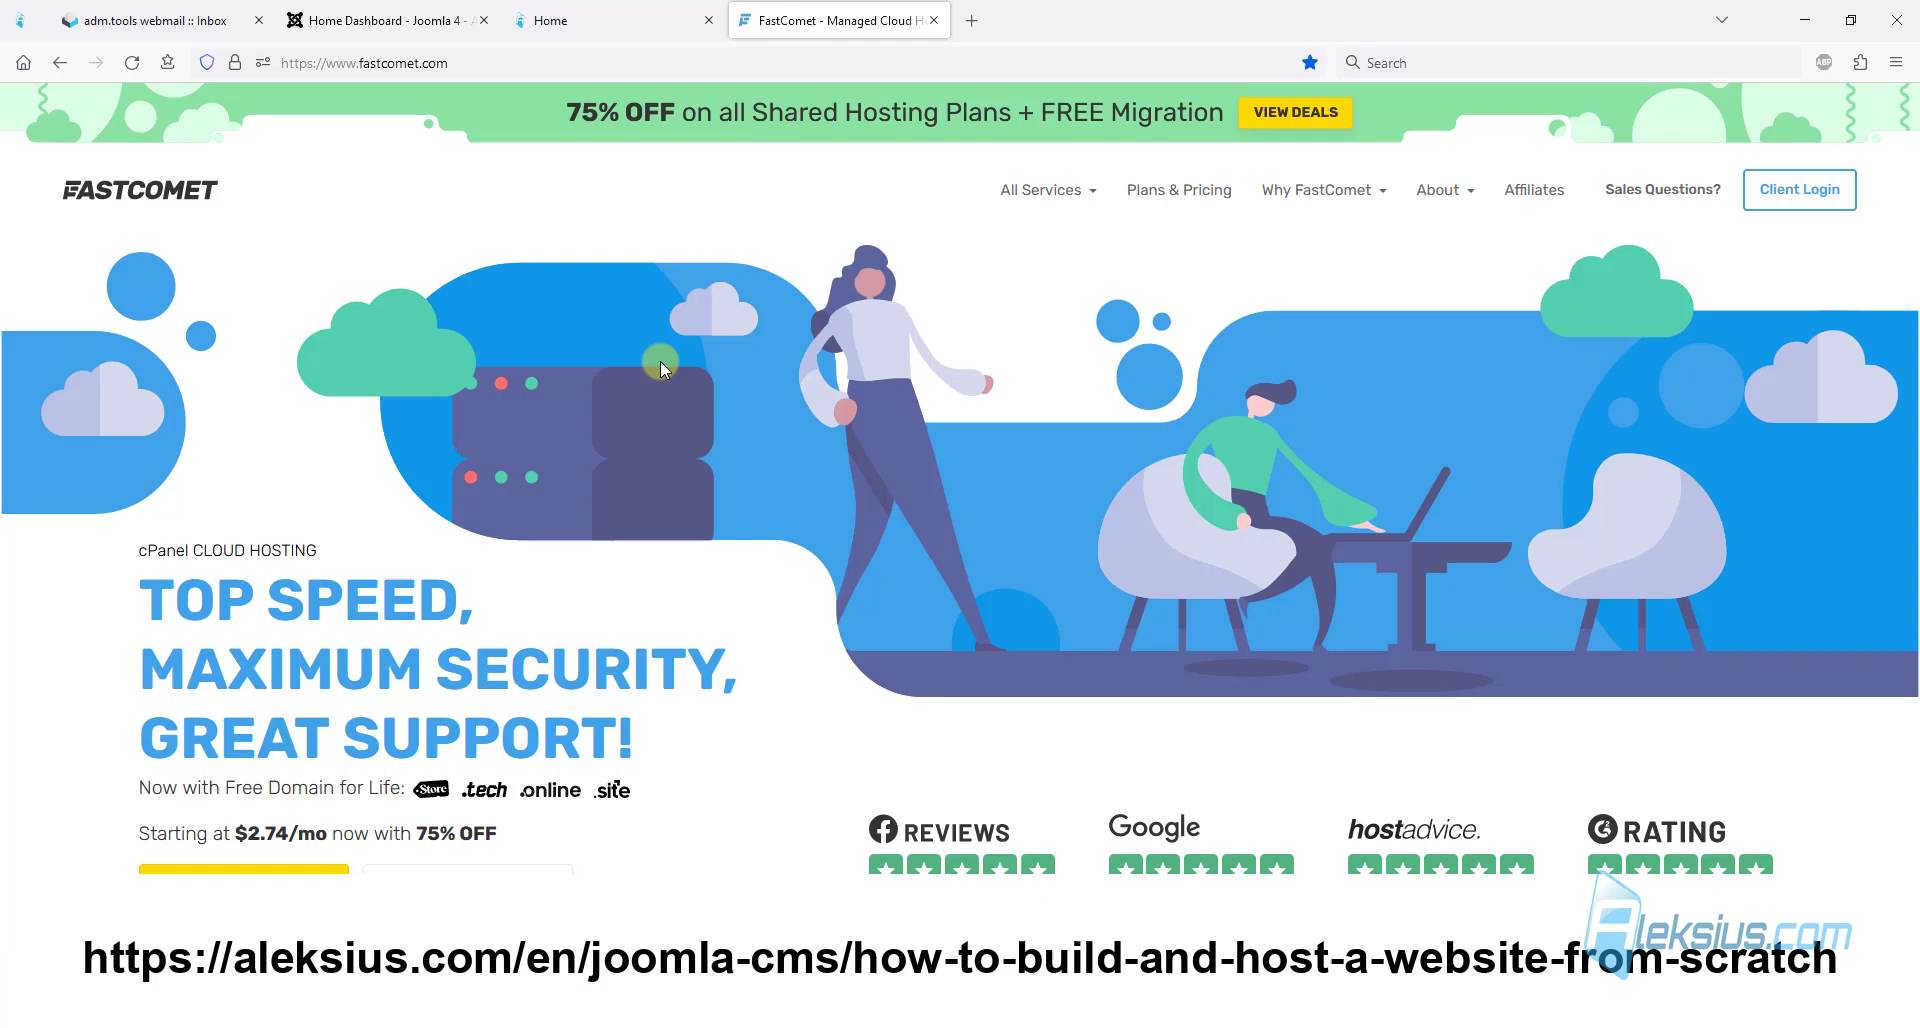 adm.tools webmail :: Inbox
Home Dashboard - Joomla 4 - A
Home
FastComet - Managed Cloud H
https://www.fastcomet.com
Search
ABP
75% OFF on all Shared Hosting Plans + FREE Migration
VIEW DEALS
FASTCOMET
All Services
Plans & Pricing
Why FastComet
About
Affiliates
Sales Questions?
Client Login
cPanel CLOUD HOSTING
TOP SPEED,
MAXIMUM SECURITY,
GREAT SUPPORT!
Now with Free Domain for Life: Store .tech .online .site
Starting at $2.74/mo now with 75% OFF
REVIEWS
Google
hostadvice.
G2 RATING
Aleksius.com
https://aleksius.com/en/joomla-cms/how-to-build-and-host-a-website-from-scratch